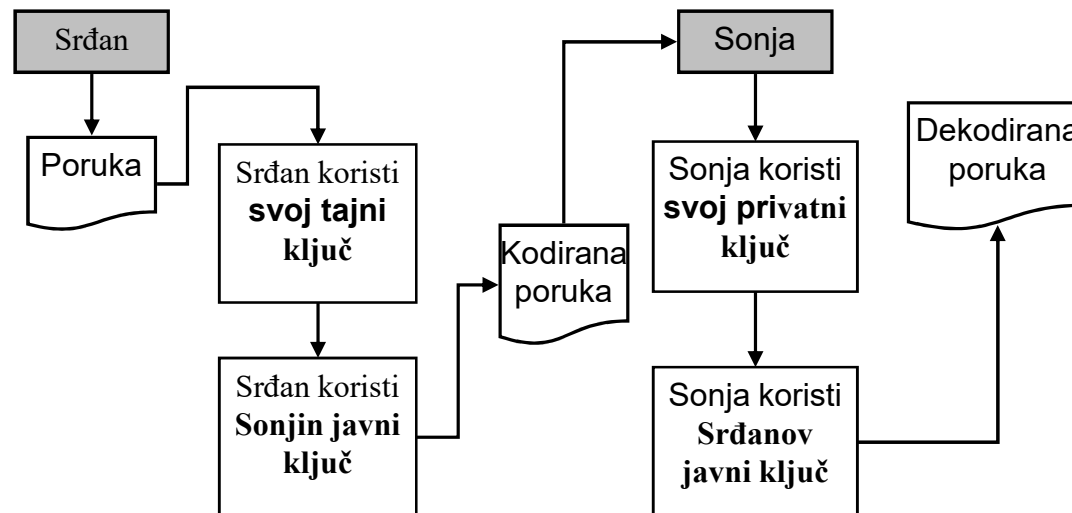 Srđan
Poruka
Srđan koristi
svoj tajni
ključ
Srđan koristi
Sonjin javni
ključ
Kodirana
poruka
Sonja
Sonja koristi
svoj privatni
ključ
Sonja koristi
Srđanov
javni ključ
Dekodirana
poruka